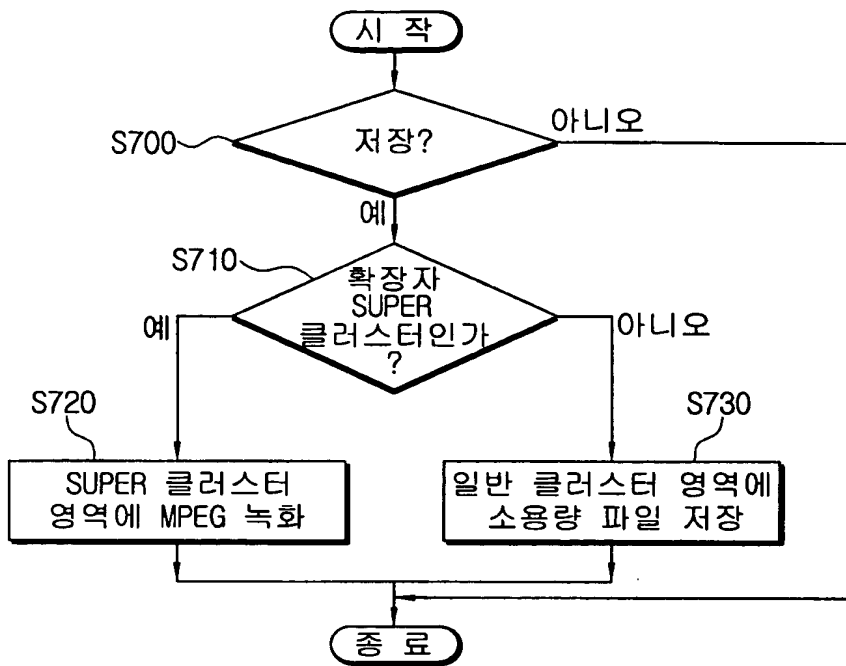 시 작
S700
저장?
아니오
예
S710
확장자
SUPER
클러스터인가
?
예
아니오
S720
SUPER 클러스터
영역에 MPEG 녹화
S730
일반 클러스터 영역에
소용량 파일 저장
종 료